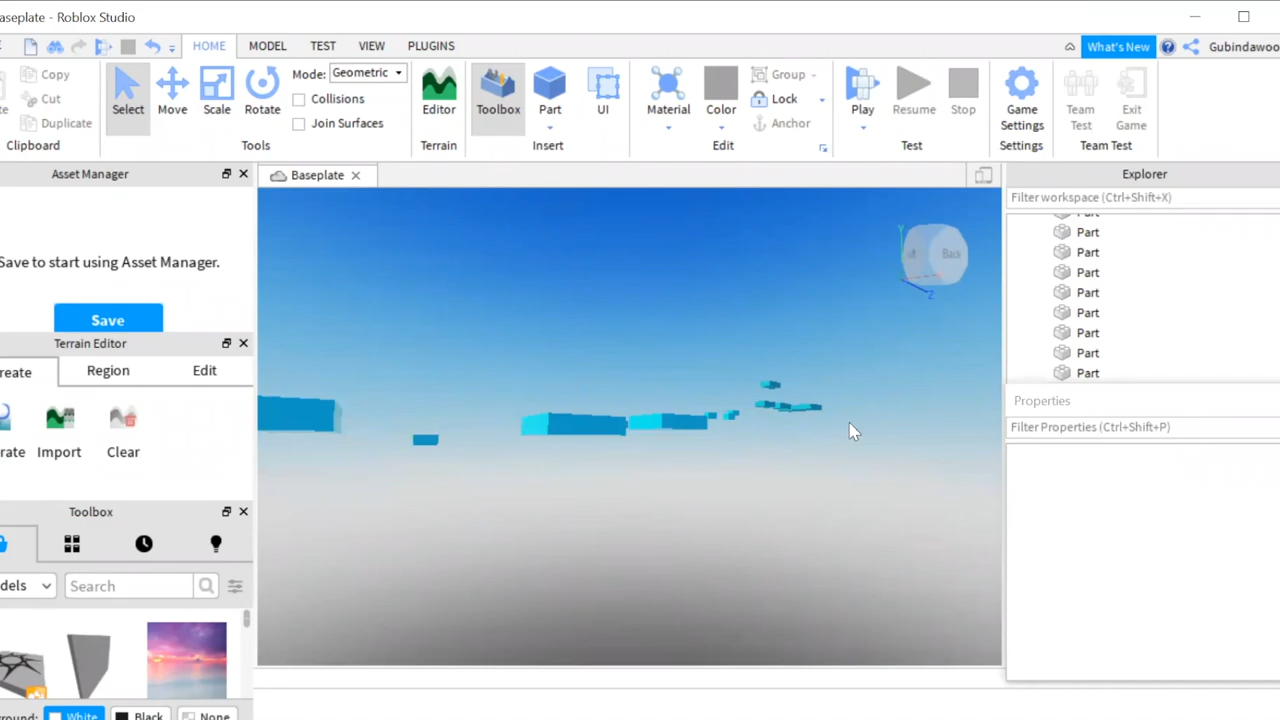 aseplate - Roblox Studio
HOME MODEL TEST VIEW PLUGINS What's New Gubindawoo
Copy
Cut
Duplicate
Clipboard
Select Move Scale Rotate
Mode: Geometric
Collisions
Join Surfaces
Tools
Editor
Terrain
Toolbox Part UI
Insert
Material Color
Group
Lock
Anchor
Edit
Play Resume Stop
Test
Game
Settings
Settings
Team
Test
Exit
Game
Team Test
Asset Manager
Save to start using Asset Manager.
Save
Terrain Editor
reate Region Edit
rate Import Clear
Toolbox
dels Search
round: White Black None
Baseplate
Back
Y
Z
Explorer
Filter workspace (Ctrl+Shift+X)
Part
Part
Part
Part
Part
Part
Part
Part
Part
Properties
Filter Properties (Ctrl+Shift+P)